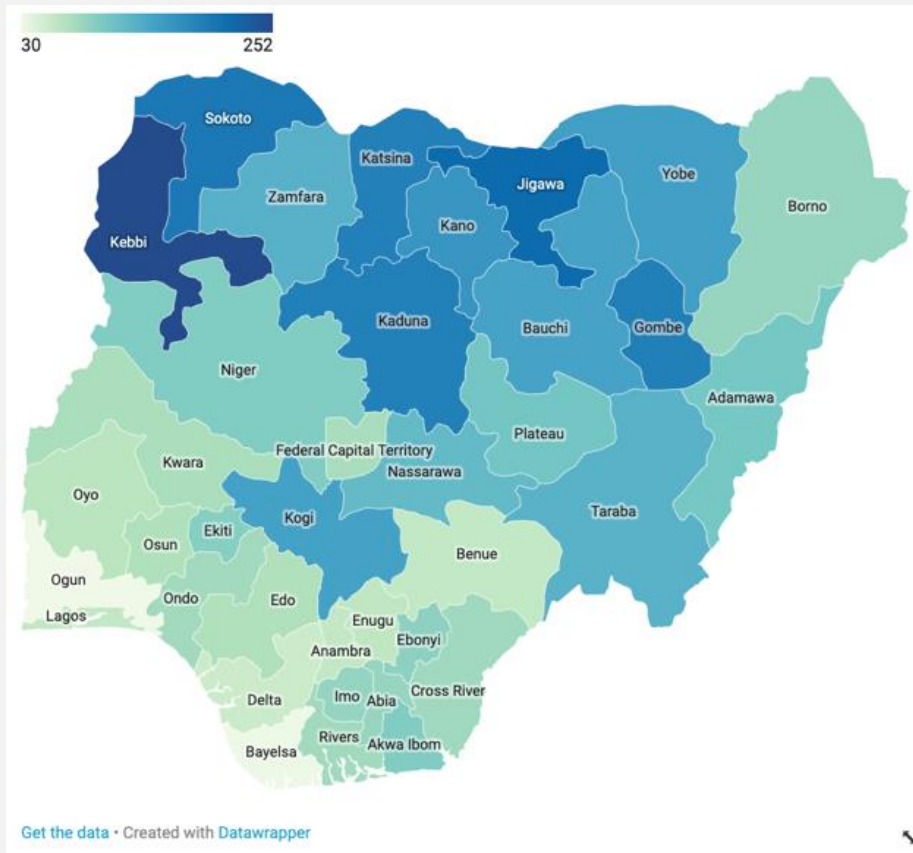 30 252
Sokoto
Katsina
Yobe
Jigawa
Zamfara
Borno
Kano
Kebbi
Kaduna
Bauchi
Gombe
Niger
Adamawa
Plateau
Federal Capital Territory
Kwara
Nassarawa
Oyo
Taraba
Kogi
Ekiti
Osun
Benue
Ogun
Ondo
Edo
Lagos
Enugu
Ebonyi
Anambra
Cross River
Imo
Abia
Delta
Rivers
Akwa Ibom
Bayelsa
Get the data • Created with Datawrapper